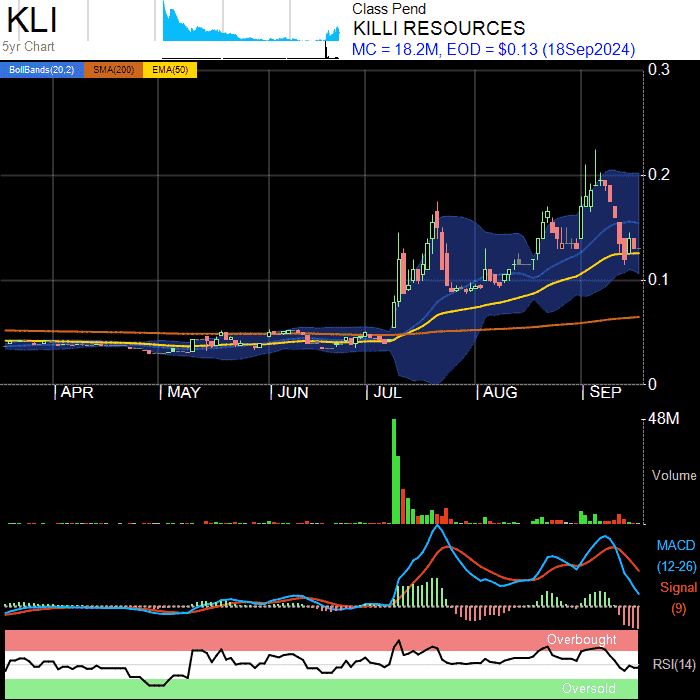 KLI
5yr Chart
Class Pend
KILLI RESOURCES
MC = 18.2M, EOD = $0.13 (18Sep2024)
BollBands(20,2) SMA(200) EMA(50)
0.3
0.2
0.1
0
APR MAY JUN JUL AUG SEP
48M
Volume
MACD
(12-26)
Signal
(9)
Overbought
RSI(14)
Oversold